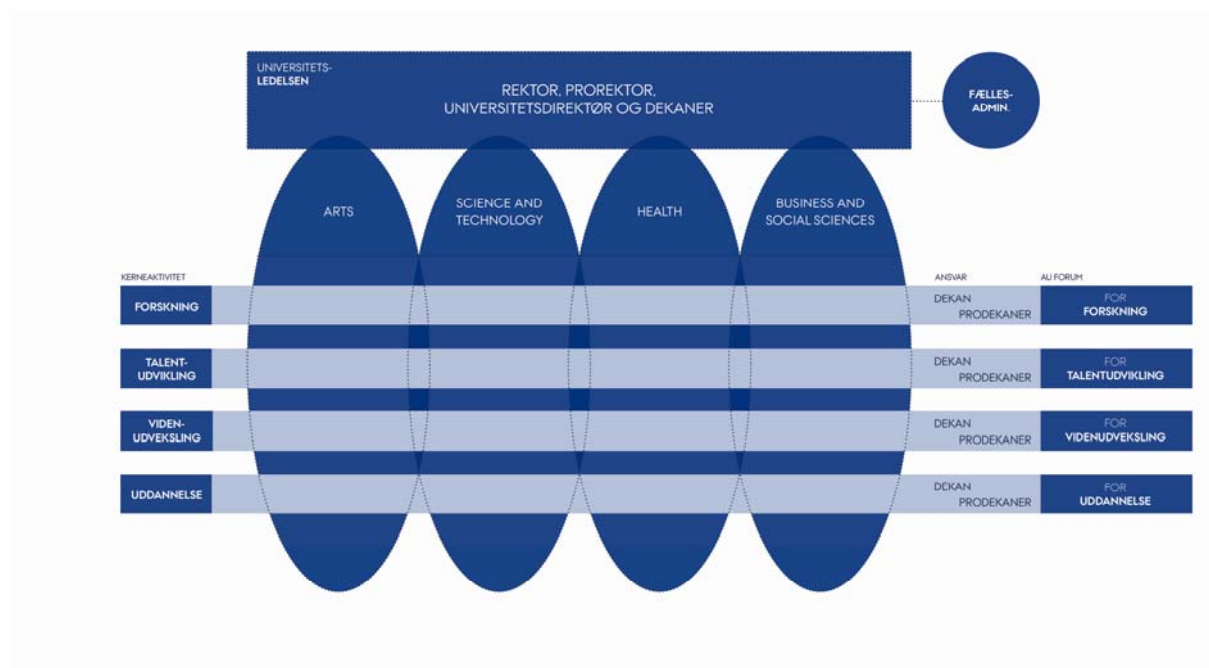 UNIVERSITETS-
LEDELSEN
REKTOR, PROREKTOR,
UNIVERSITETSDIREKTØR OG DEKANER
FÆLLES-
ADMIN.
ARTS
SCIENCE AND
TECHNOLOGY
HEALTH
BUSINESS AND
SOCIAL SCIENCES
KERNEAKTIVITET
ANSVAR
AU FORUM
FORSKNING
DEKAN
PRODEKANER
FOR
FORSKNING
TALENT-
UDVIKLING
DEKAN
PRODEKANER
FOR
TALENTUDVIKLING
VIDEN-
UDVEKSLING
DEKAN
PRODEKANER
FOR
VIDENUDVEKSLING
UDDANNELSE
DEKAN
PRODEKANER
FOR
UDDANNELSE